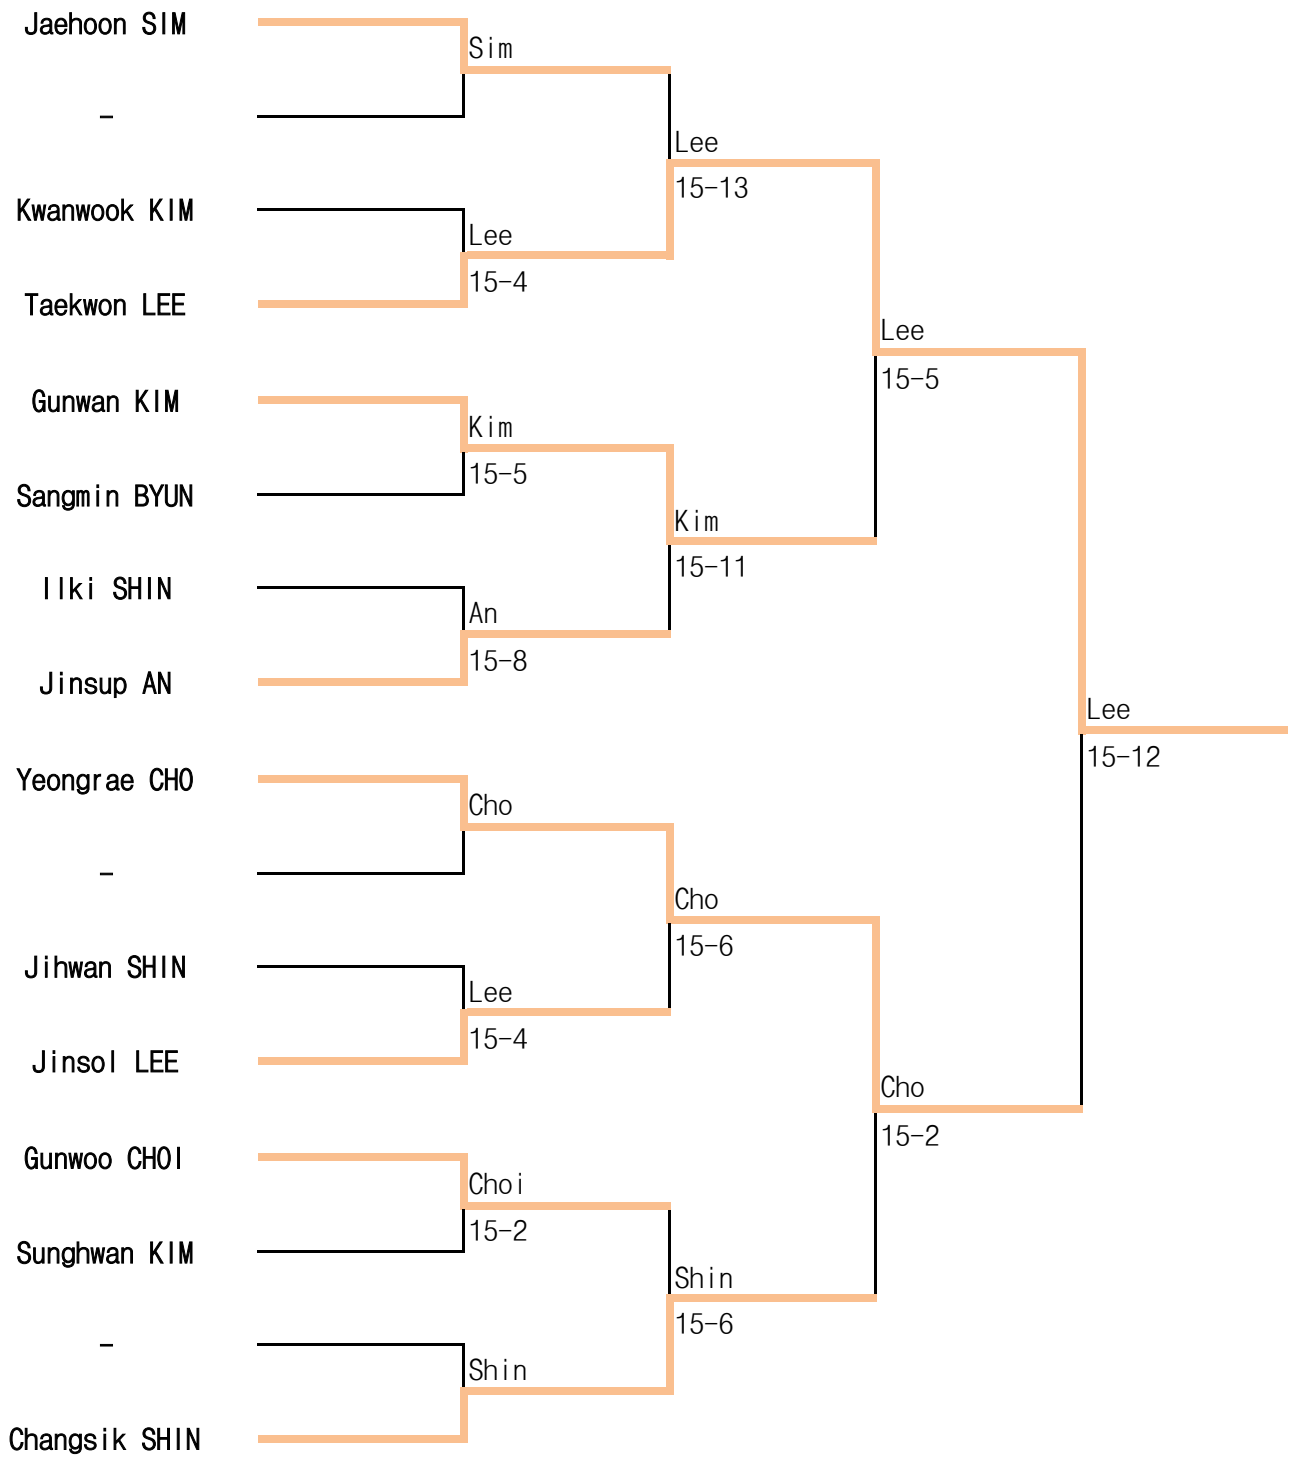 Jaehoon SIM
Sim
-
Lee
15-13
Kwanwook KIM
Lee
15-4
Taekwon LEE
Lee
15-5
Gunwan KIM
Kim
15-5
Sangmin BYUN
Kim
15-11
Ilki SHIN
An
15-8
Jinsup AN
Lee
15-12
Yeongrae CHO
Cho
-
Cho
15-6
Jihwan SHIN
Lee
15-4
Jinsol LEE
Cho
15-2
Gunwoo CHOI
Choi
15-2
Sunghwan KIM
Shin
15-6
-
Shin
Changsik SHIN